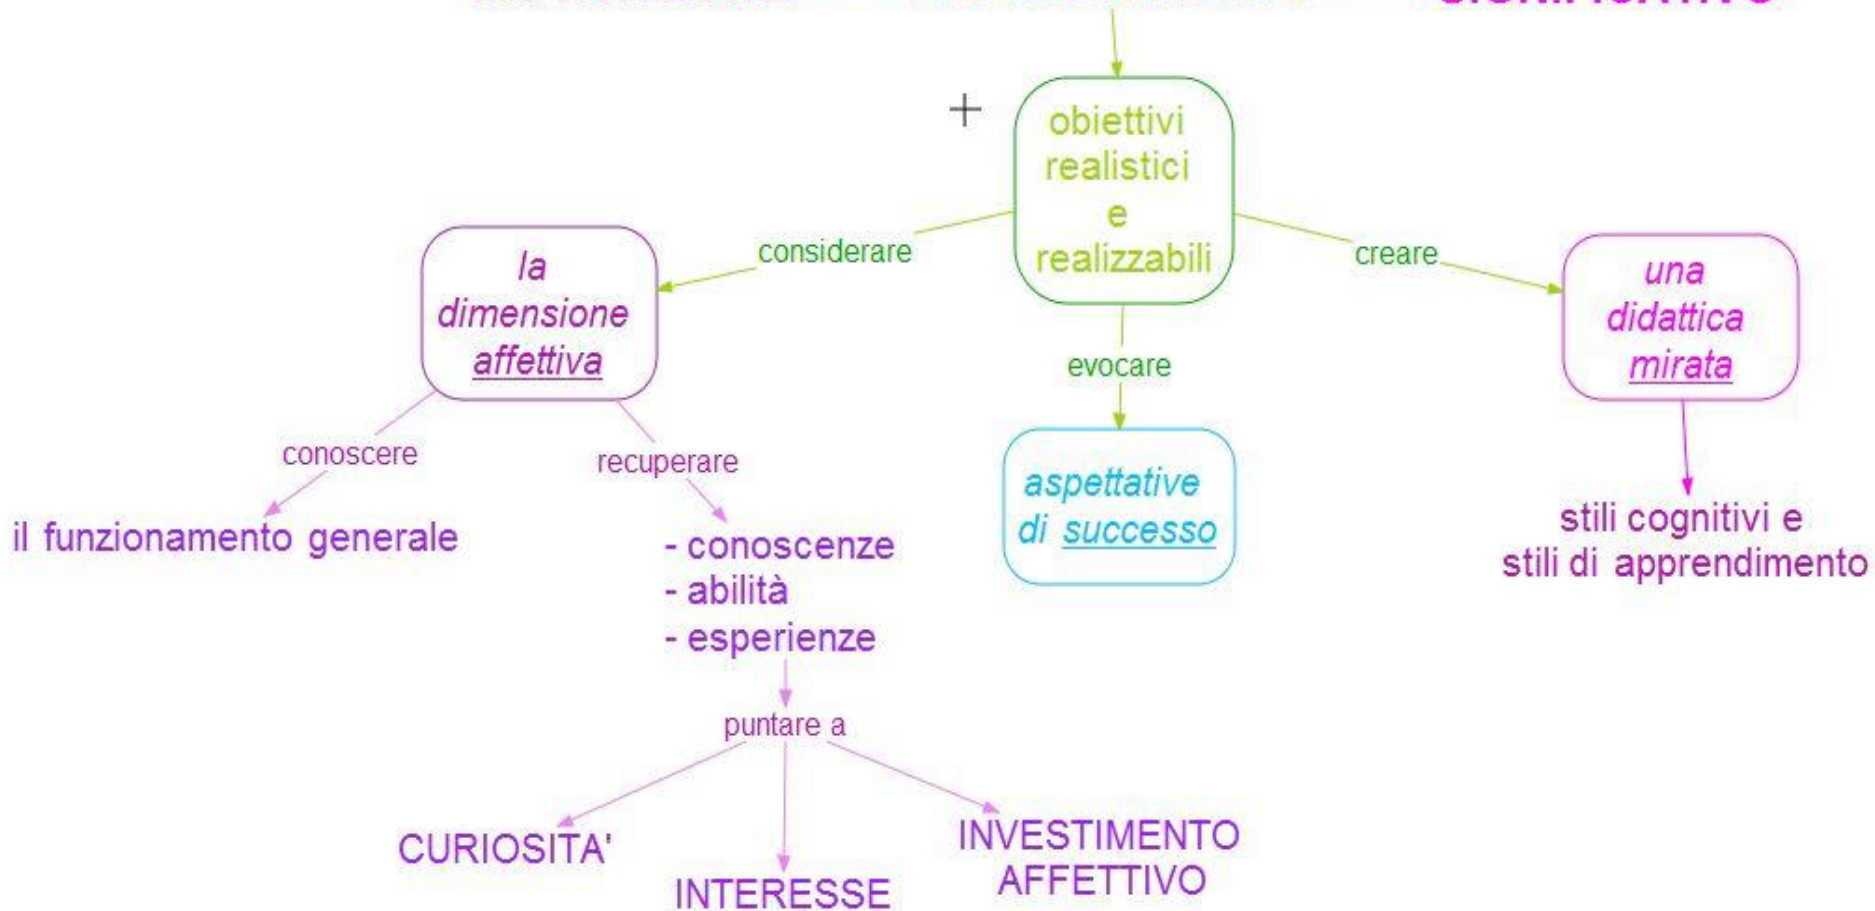 SIGNIFICATIVO
obiettivi
realistici
e
realizzabili
considerare
creare
la
dimensione
affettiva
una
didattica
mirata
evocare
conoscere
recuperare
aspettative
di successo
il funzionamento generale
- conoscenze
- abilità
- esperienze
stili cognitivi e
stili di apprendimento
puntare a
CURIOSITA'
INTERESSE
INVESTIMENTO
AFFETTIVO